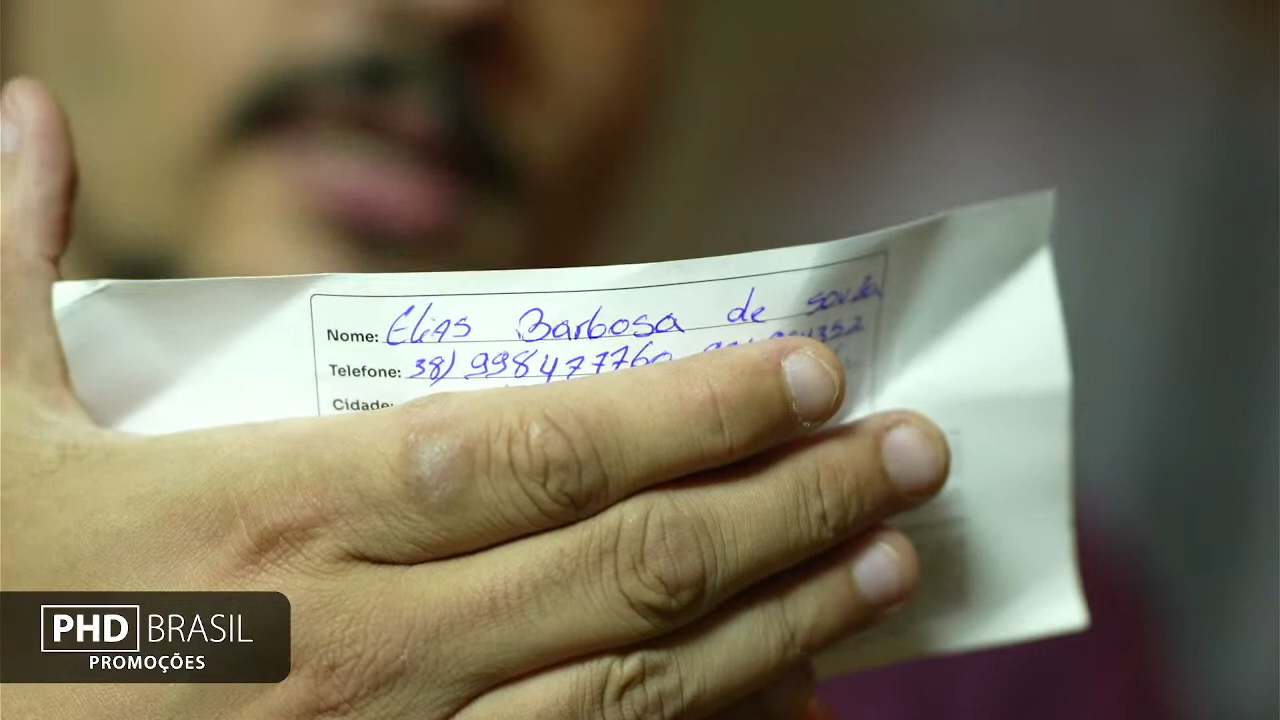 Nome: Elias Barbosa de souza
Telefone: 38) 998477760
Cidade:
PHD BRASIL
PROMOÇÕES